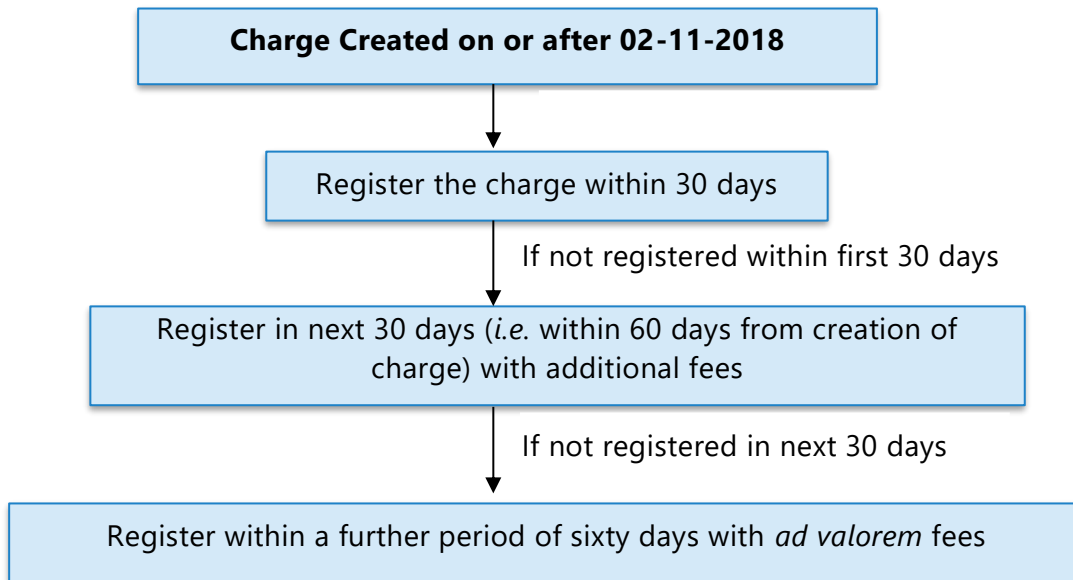 Charge Created on or after 02-11-2018
Register the charge within 30 days
If not registered within first 30 days
Register in next 30 days (i.e. within 60 days from creation of
charge) with additional fees
If not registered in next 30 days
Register within a further period of sixty days with ad valorem fees